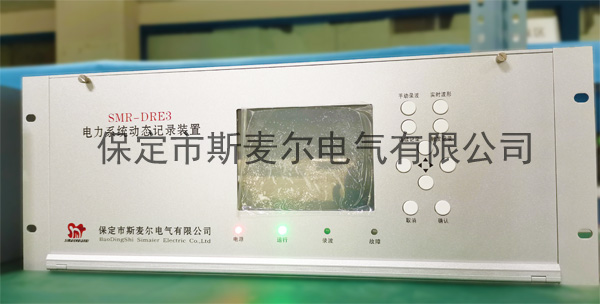 SMR-DRE3
电力系统动态记录装置
手动录波
实时波形
保定市斯麦尔电气有限公司
取消
确认
保定市斯麦尔电气有限公司
BaoDingShi Simaier Electric Co.,Ltd
电源
运行
录波
故障